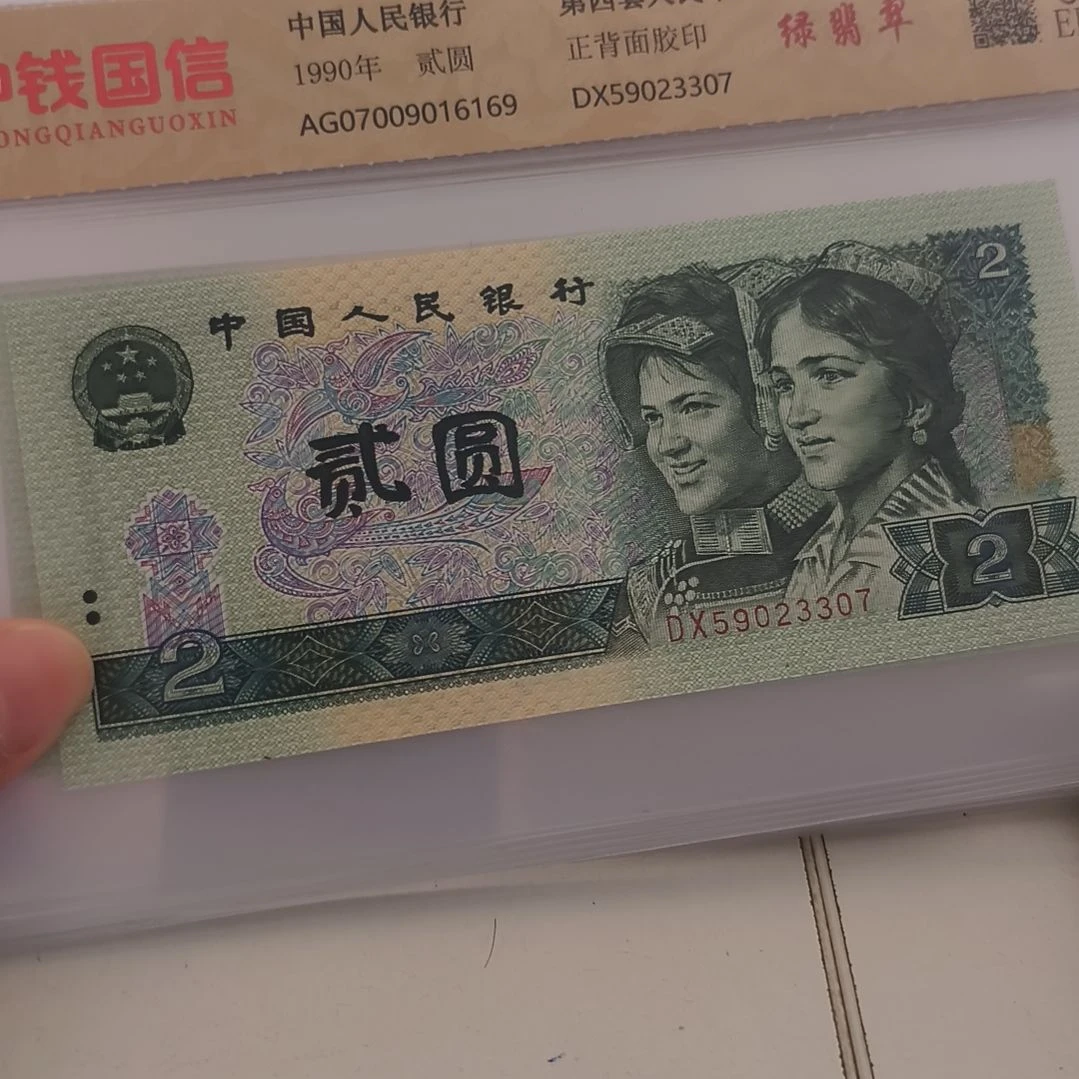 中国人民银行
1990年 贰圆
AG07009016169
正背面胶印
DX59023307
绿翡翠
钱国信
ONGQIANGUOXIN
中国人民银行
贰圆
2
2
2
DX59023307